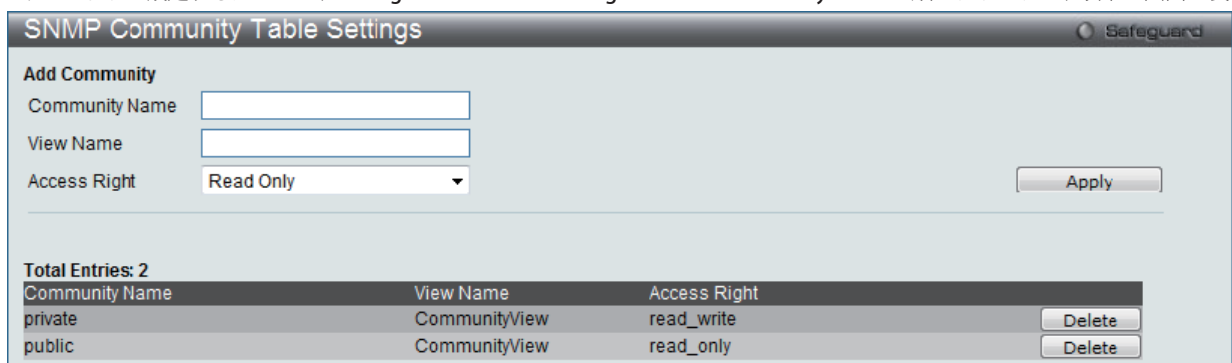 SNMP Community Table Settings
Safeguard
Add Community
Community Name
View Name
Access Right Read Only Apply
Total Entries: 2
Community Name View Name Access Right
private CommunityView read_write Delete
public CommunityView read_only Delete